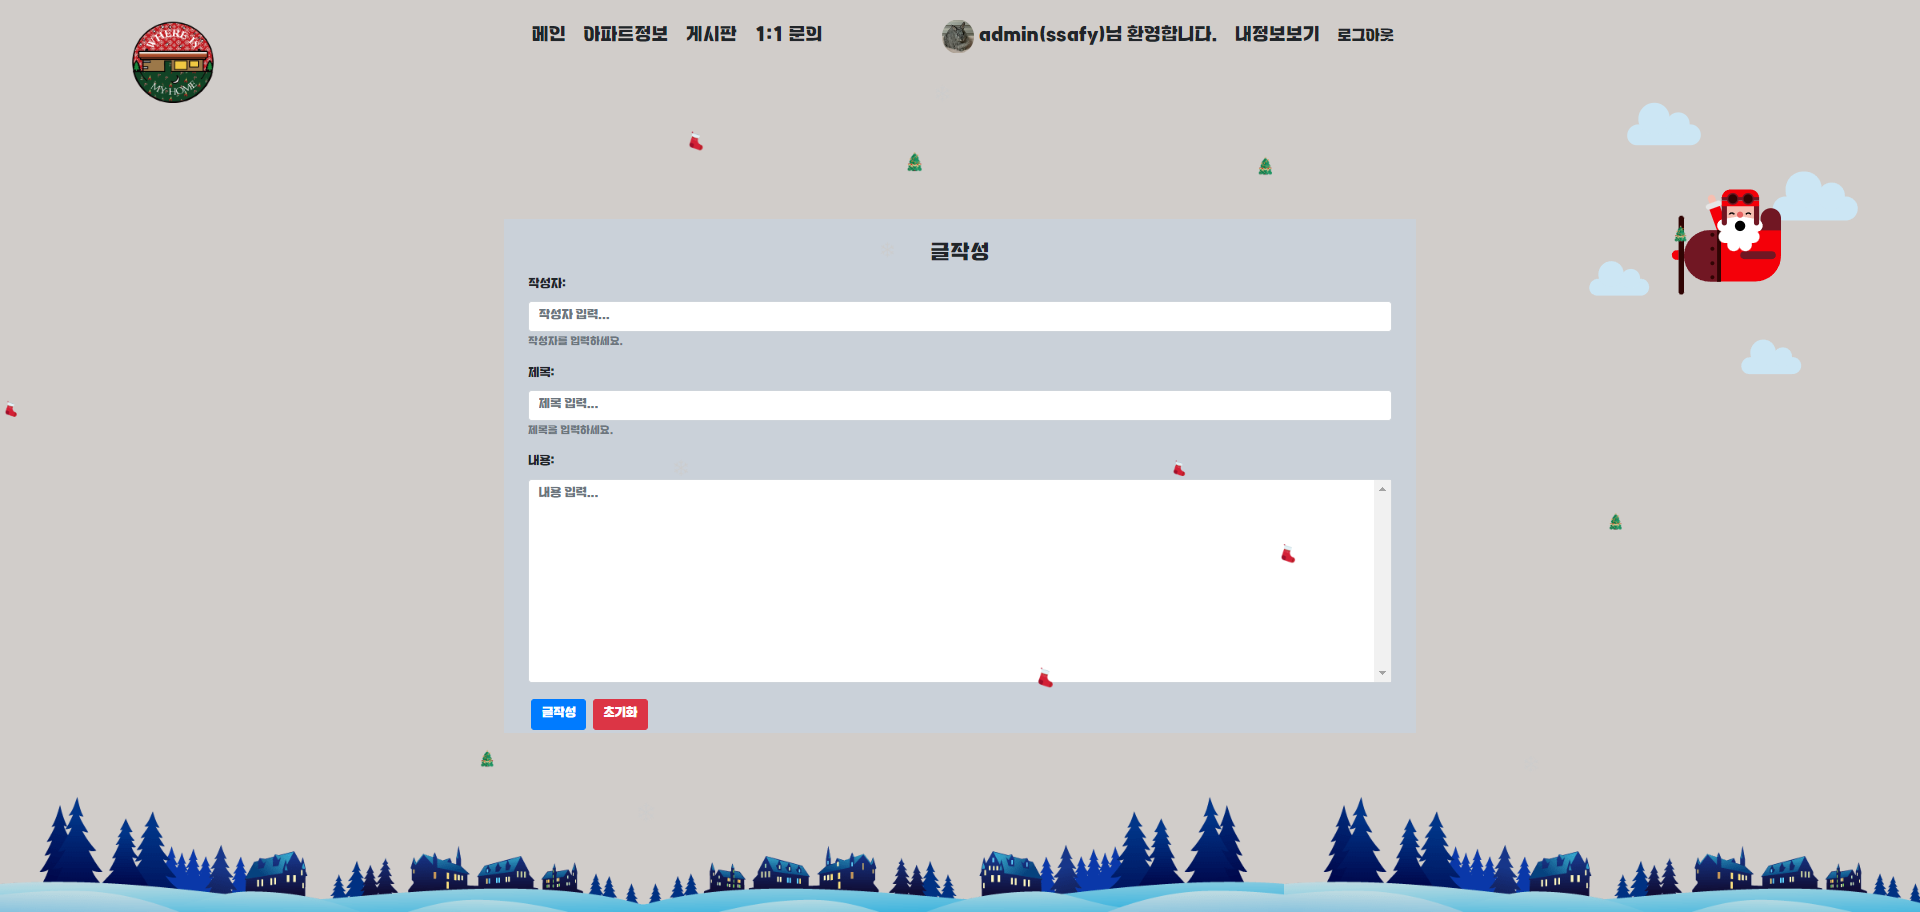 WHERE IS
MY HOME
메인 아파트정보 게시판 1:1 문의
admin(ssafy)님 환영합니다. 내정보보기 로그아웃
글작성
작성자:
작성자 입력...
작성자를 입력하세요.
제목:
제목 입력...
제목을 입력하세요.
내용:
내용 입력...
글작성 초기화